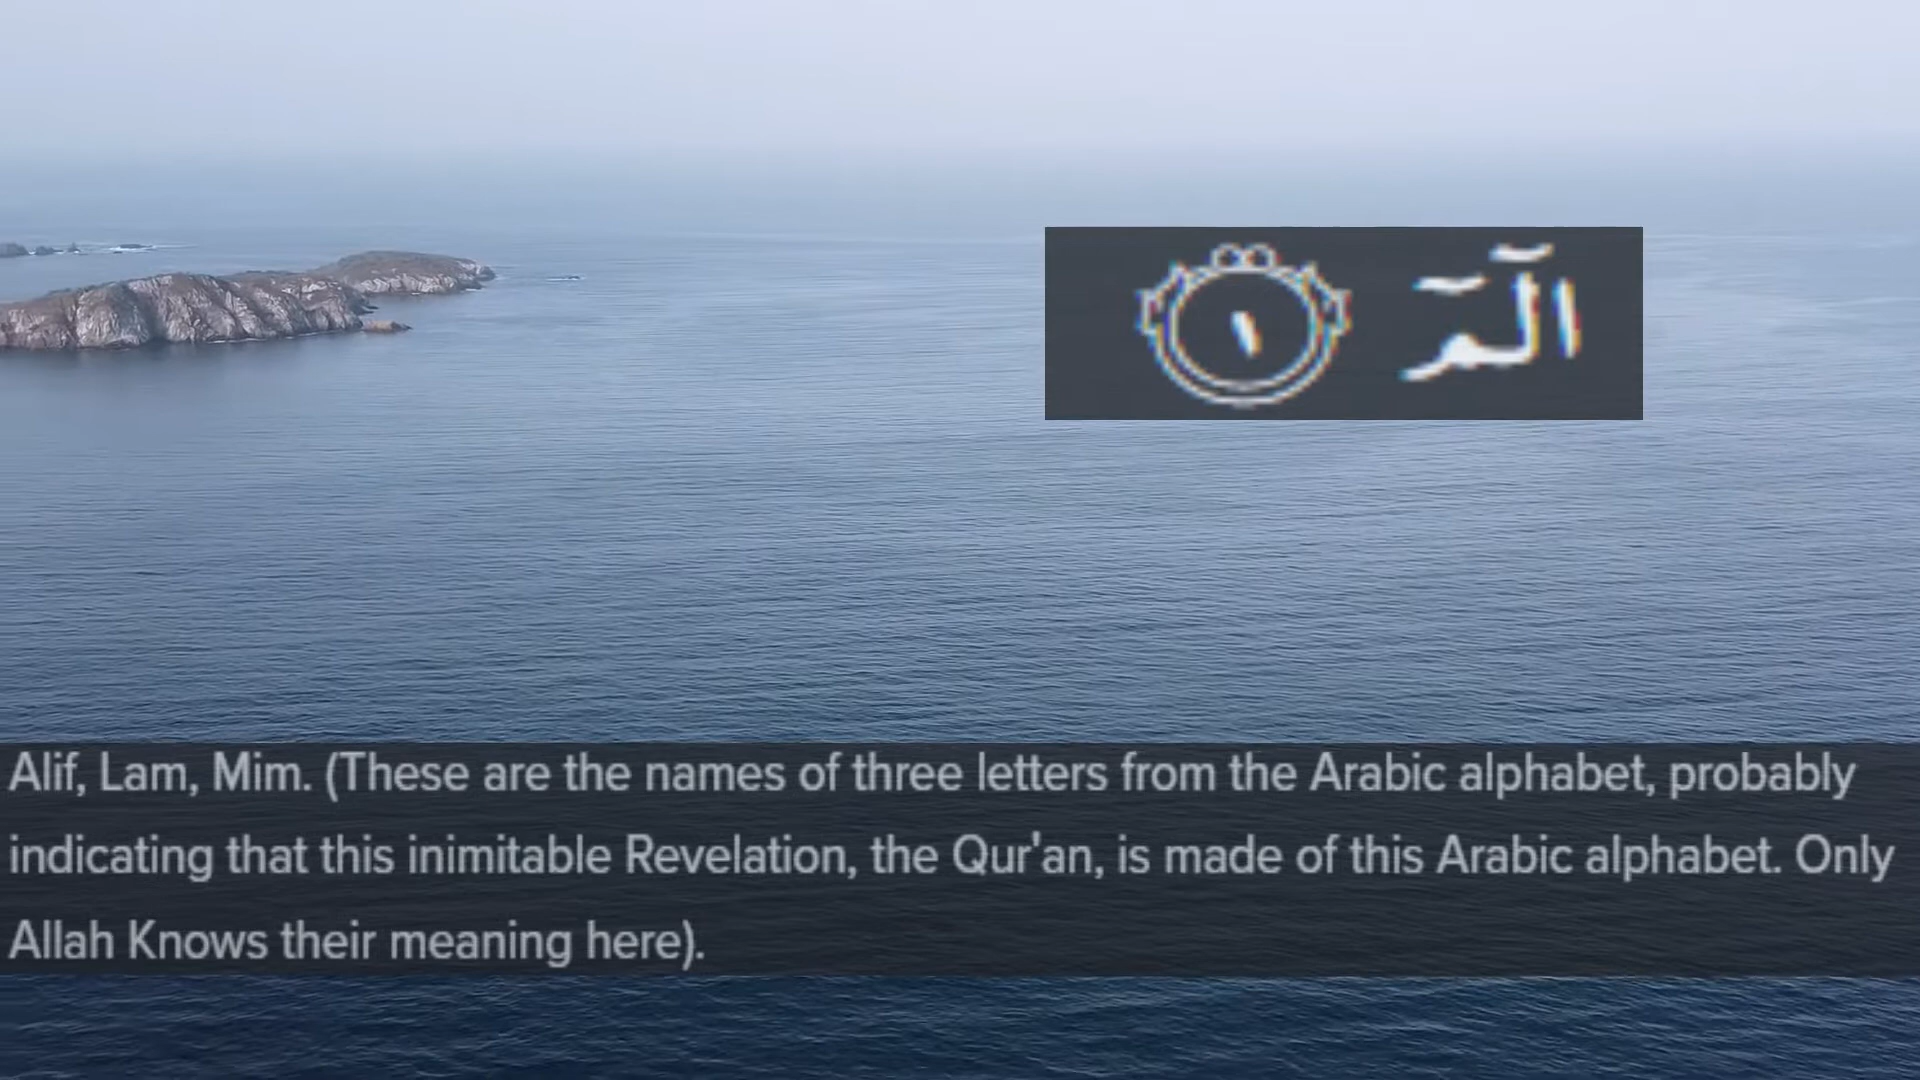 الٓمٓ ١
Alif, Lam, Mim. (These are the names of three letters from the Arabic alphabet, probably
indicating that this inimitable Revelation, the Qur'an, is made of this Arabic alphabet. Only
Allah Knows their meaning here).